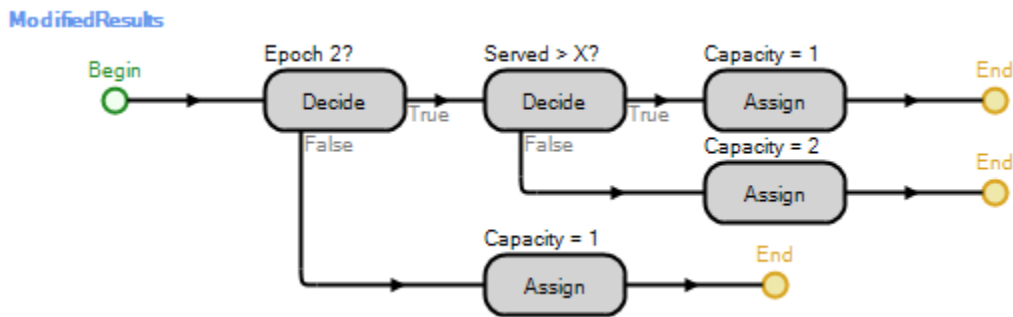 ModifiedResults
Begin
Epoch 2?
Decide
True
False
Served > X?
Decide
True
False
Capacity = 1
Assign
End
Capacity = 2
Assign
End
Capacity = 1
Assign
End